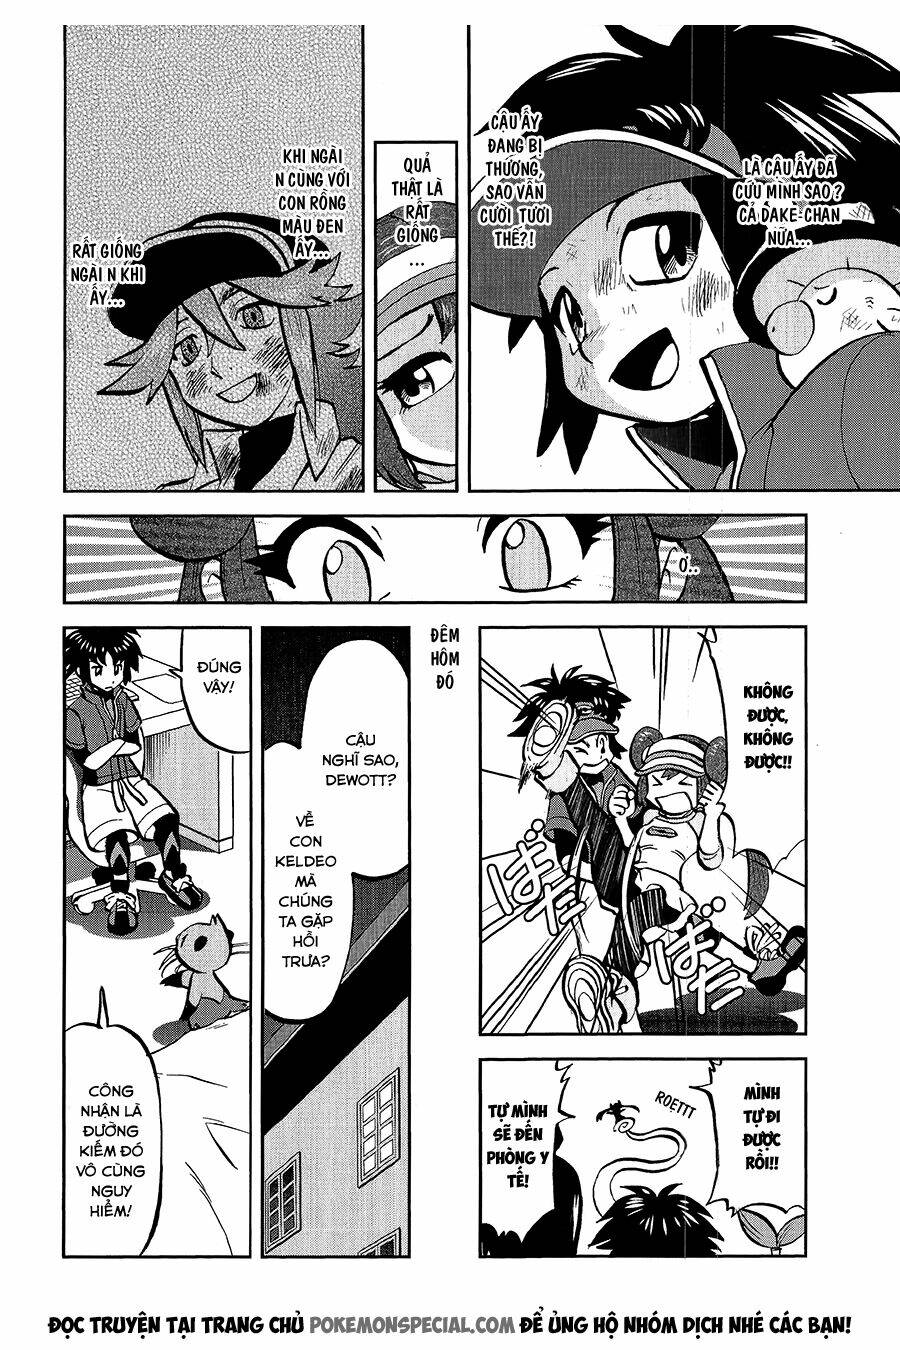 LÀ CẬU ẤY ĐÃ
CỨU MÌNH SAO?
CẢ DAKE-CHAN
NỮA...
CẬU ẤY
ĐANG BỊ
THƯƠNG,
SAO VẪN
CƯỜI TƯƠI
THẾ?!
QUẢ
THẬT LÀ
RẤT
GIỐNG
...
KHI NGÀI
N CÙNG VỚI
CON RỒNG
MÀU ĐEN
ẤY...
RẤT GIỐNG
NGÀI N KHI
ẤY...
Ơ..
KHÔNG
ĐƯỢC,
KHÔNG
ĐƯỢC!!
ばた
ばた
MÌNH
TỰ ĐI
ĐƯỢC
RỒI!!
ROETTT
TỰ MÌNH
SẼ ĐẾN
PHÒNG Y
TẾ!
ĐÊM
HÔM
ĐÓ
CẬU
NGHĨ SAO,
DEWOTT?
VỀ
CON
KELDEO
MÀ
CHÚNG
TA GẶP
HỒI
TRƯA?
ĐÚNG
VẬY!
CÔNG
NHẬN LÀ
ĐƯỜNG
KIẾM ĐÓ
VÔ CÙNG
NGUY
HIỂM!
ĐỌC TRUYỆN TẠI TRANG CHỦ POKEMONSPECIAL.COM ĐỂ ỦNG HỘ NHÓM DỊCH NHÉ CÁC BẠN!